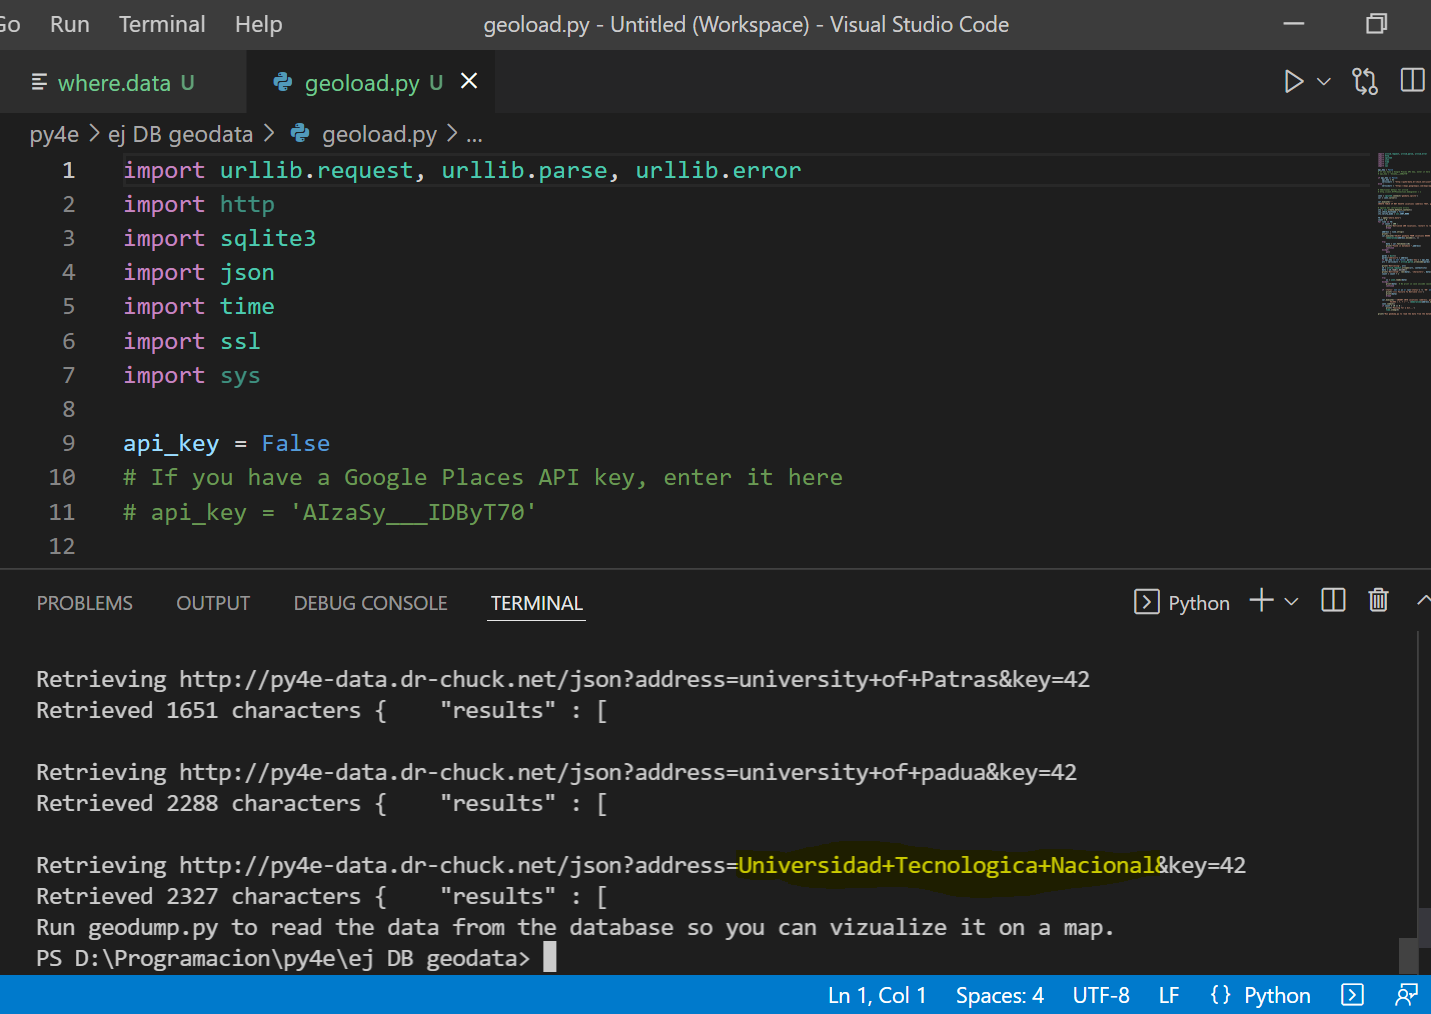 Go Run Terminal Help geoload.py - Untitled (Workspace) - Visual Studio Code
where.data U geoload.py U
py4e > ej DB geodata > geoload.py > ...
1 import urllib.request, urllib.parse, urllib.error
2 import http
3 import sqlite3
4 import json
5 import time
6 import ssl
7 import sys
8
9 api_key = False
10 # If you have a Google Places API key, enter it here
11 # api_key = 'AIzaSy___IDByT70'
12
PROBLEMS OUTPUT DEBUG CONSOLE TERMINAL Python
Retrieving http://py4e-data.dr-chuck.net/json?address=university+of+Patras&key=42
Retrieved 1651 characters { "results" : [
Retrieving http://py4e-data.dr-chuck.net/json?address=university+of+padua&key=42
Retrieved 2288 characters { "results" : [
Retrieving http://py4e-data.dr-chuck.net/json?address=Universidad+Tecnologica+Nacional&key=42
Retrieved 2327 characters { "results" : [
Run geodump.py to read the data from the database so you can vizualize it on a map.
PS D:\Programacion\py4e\ej DB geodata>
Ln 1, Col 1 Spaces: 4 UTF-8 LF {} Python